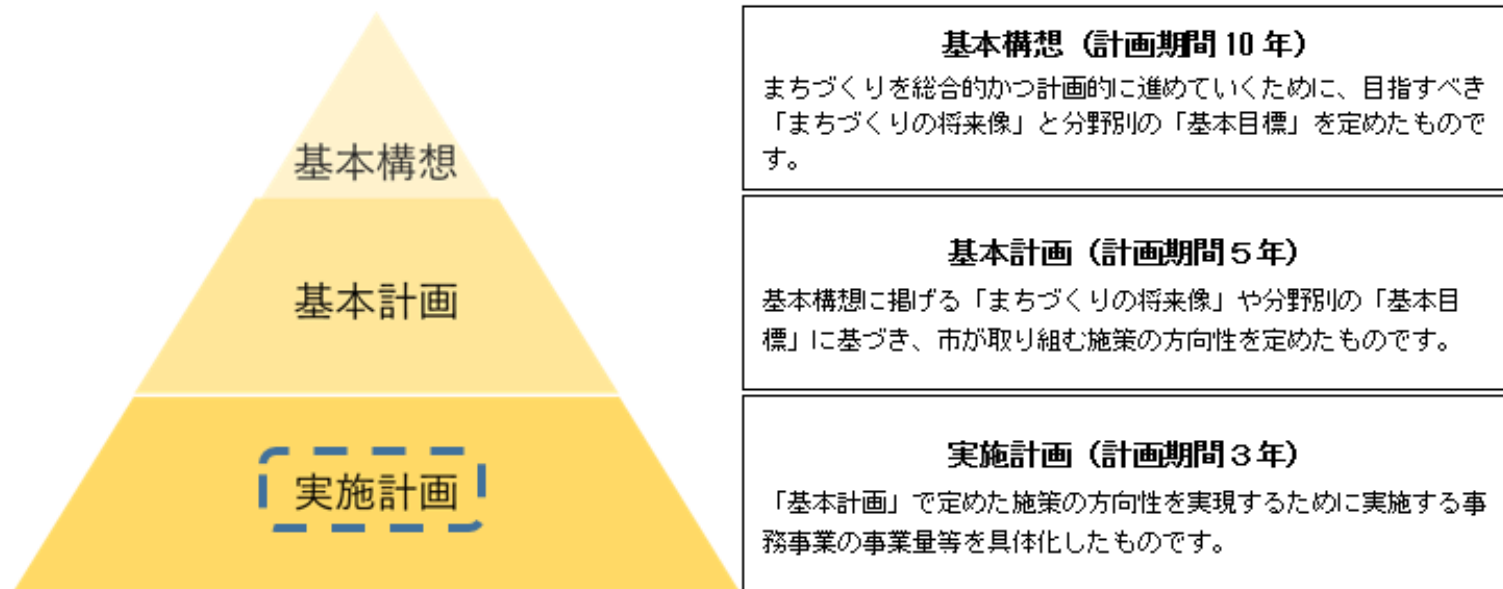 基本構想
基本計画
実施計画
基本構想（計画期間 10 年）
まちづくりを総合的かつ計画的に進めていくために、目指すべき
「まちづくりの将来像」と分野別の「基本目標」を定めたもので
す。
基本計画（計画期間５年）
基本構想に掲げる「まちづくりの将来像」や分野別の「基本目
標」に基づき、市が取り組む施策の方向性を定めたものです。
実施計画（計画期間３年）
「基本計画」で定めた施策の方向性を実現するために実施する事
務事業の事業量等を具体化したものです。